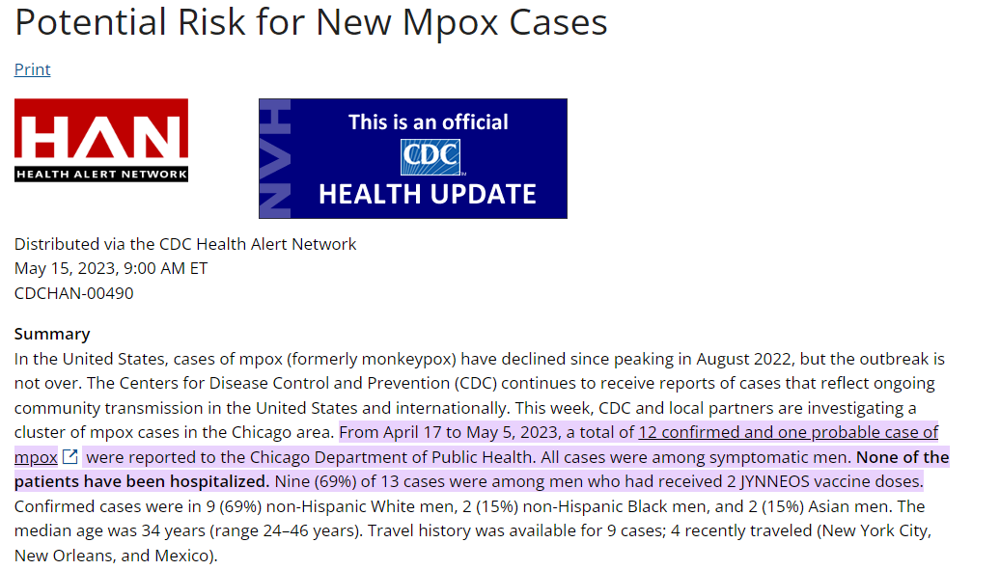 Potential Risk for New Mpox Cases
Print
HAN
HEALTH ALERT NETWORK
HAN
This is an official
CDC
TM
HEALTH UPDATE
Distributed via the CDC Health Alert Network
May 15, 2023, 9:00 AM ET
CDCHAN-00490
Summary
In the United States, cases of mpox (formerly monkeypox) have declined since peaking in August 2022, but the outbreak is
not over. The Centers for Disease Control and Prevention (CDC) continues to receive reports of cases that reflect ongoing
community transmission in the United States and internationally. This week, CDC and local partners are investigating a
cluster of mpox cases in the Chicago area. From April 17 to May 5, 2023, a total of 12 confirmed and one probable case of
mpox were reported to the Chicago Department of Public Health. All cases were among symptomatic men. None of the
patients have been hospitalized. Nine (69%) of 13 cases were among men who had received 2 JYNNEOS vaccine doses.
Confirmed cases were in 9 (69%) non-Hispanic White men, 2 (15%) non-Hispanic Black men, and 2 (15%) Asian men. The
median age was 34 years (range 24–46 years). Travel history was available for 9 cases; 4 recently traveled (New York City,
New Orleans, and Mexico).